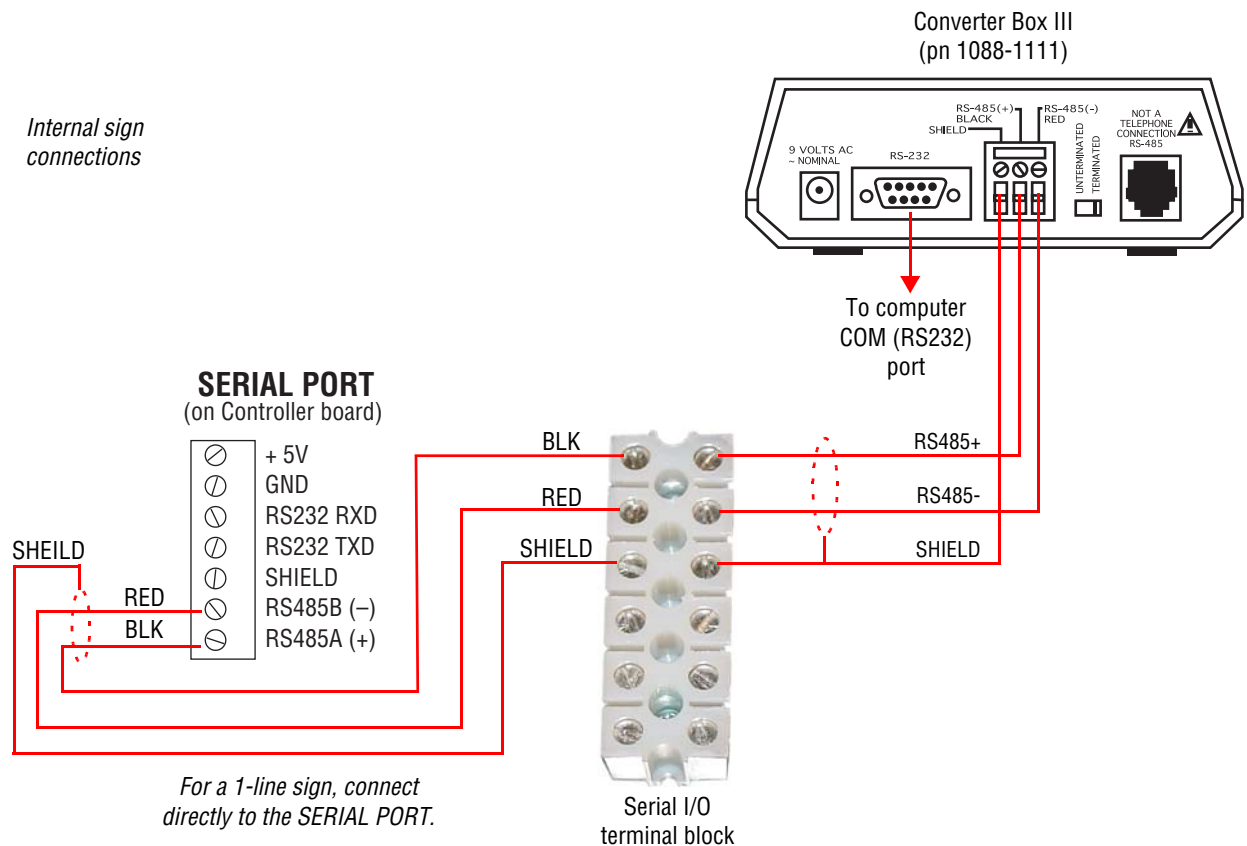 Converter Box III
(pn 1088-1111)
Internal sign
connections
RS-485(+)
BLACK
SHIELD
RS-485(-)
RED
9 VOLTS AC
~ NOMINAL
RS-232
UNTERMINATED
TERMINATED
NOT A
TELEPHONE
CONNECTION
RS-485
To computer
COM (RS232)
port
SERIAL PORT
(on Controller board)
+ 5V
GND
RS232 RXD
RS232 TXD
SHIELD
RS485B (–)
RS485A (+)
SHEILD
RED
BLK
BLK
RED
SHIELD
RS485+
RS485-
SHIELD
For a 1-line sign, connect
directly to the SERIAL PORT.
Serial I/O
terminal block